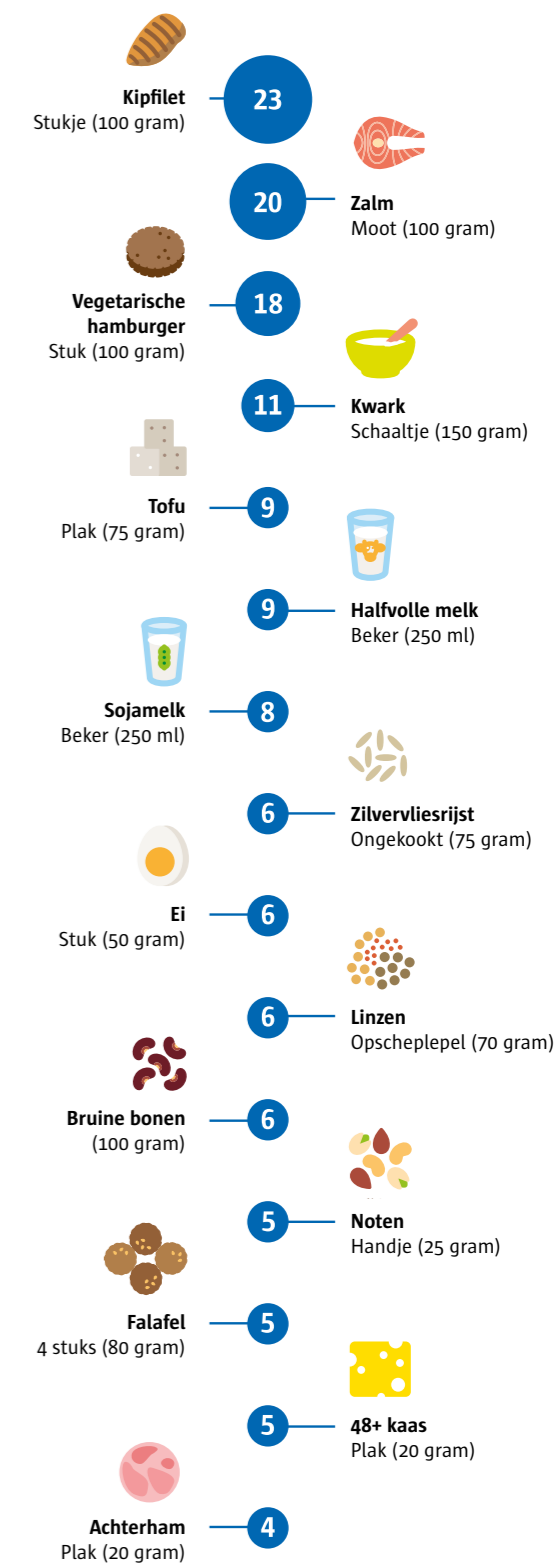 Kipfilet
Stukje (100 gram)
23
20
Zalm
Moot (100 gram)
Vegetarische
hamburger
Stuk (100 gram)
18
11
Kwark
Schaaltje (150 gram)
Tofu
Plak (75 gram)
9
9
Halfvolle melk
Beker (250 ml)
Sojamelk
Beker (250 ml)
8
6
Zilvervliesrijst
Ongekookt (75 gram)
Ei
Stuk (50 gram)
6
6
Linzen
Opscheplepel (70 gram)
Bruine bonen
(100 gram)
6
5
Noten
Handje (25 gram)
Falafel
4 stuks (80 gram)
5
5
48+ kaas
Plak (20 gram)
Achterham
Plak (20 gram)
4